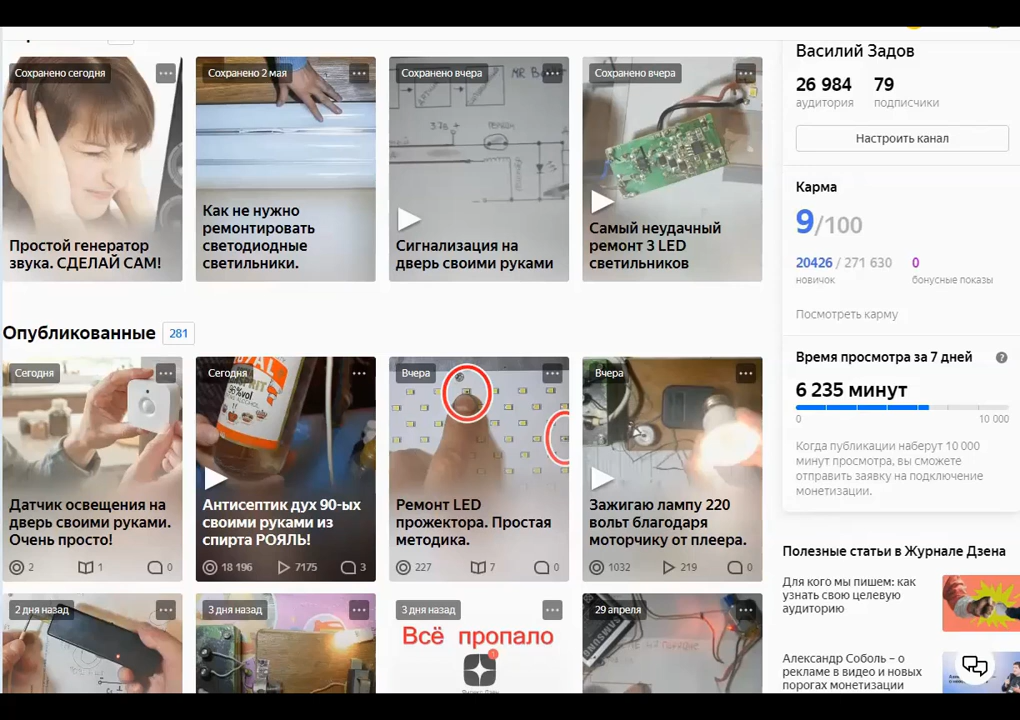 Сохранено сегодня
Простой генератор
звука. СДЕЛАЙ САМ!
Сохранено 2 мая
Как не нужно
ремонтировать
светодиодные
светильники.
Сохранено вчера
Сигнализация на
дверь своими руками
Сохранено вчера
Самый неудачный
ремонт 3 LED
светильников
Опубликованные 281
Сегодня
Датчик освещения на
дверь своими руками.
Очень просто!
2 1 0
Сегодня
96%vol
Антисептик дух 90-ых
своими руками из
спирта РОЯЛЬ!
18 196 7175 3
Вчера
Ремонт LED
прожектора. Простая
методика.
227 7 0
Вчера
Зажигаю лампу 220
вольт благодаря
моторчику от плеера.
1032 219 0
2 дня назад
3 дня назад
3 дня назад
Всё пропало
1
29 апреля
SAMSUNG
Василий Задов
26 984 79
аудитория подписчики
Настроить канал
Карма
9/100
20426 / 271 630 0
новичок бонусные показы
Посмотреть карму
Время просмотра за 7 дней ?
6 235 минут
0 10 000
Когда публикации наберут 10 000
минут просмотра, вы сможете
отправить заявку на подключение
монетизации.
Полезные статьи в Журнале Дзена
Для кого мы пишем: как
узнать свою целевую
аудиторию
Александр Соболь – о
рекламе в видео и новых
порогах монетизации